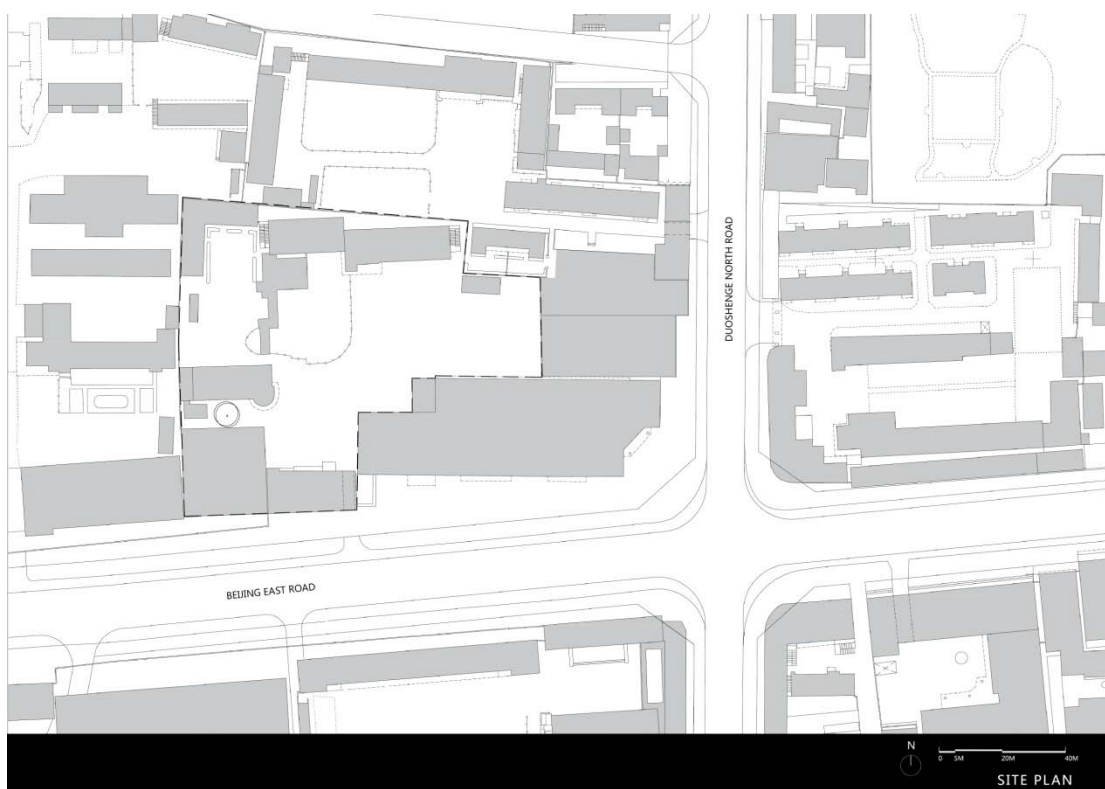 DUOSHENGE NORTH ROAD
BEIJING EAST ROAD
N
0 5M 20M 40M
SITE PLAN